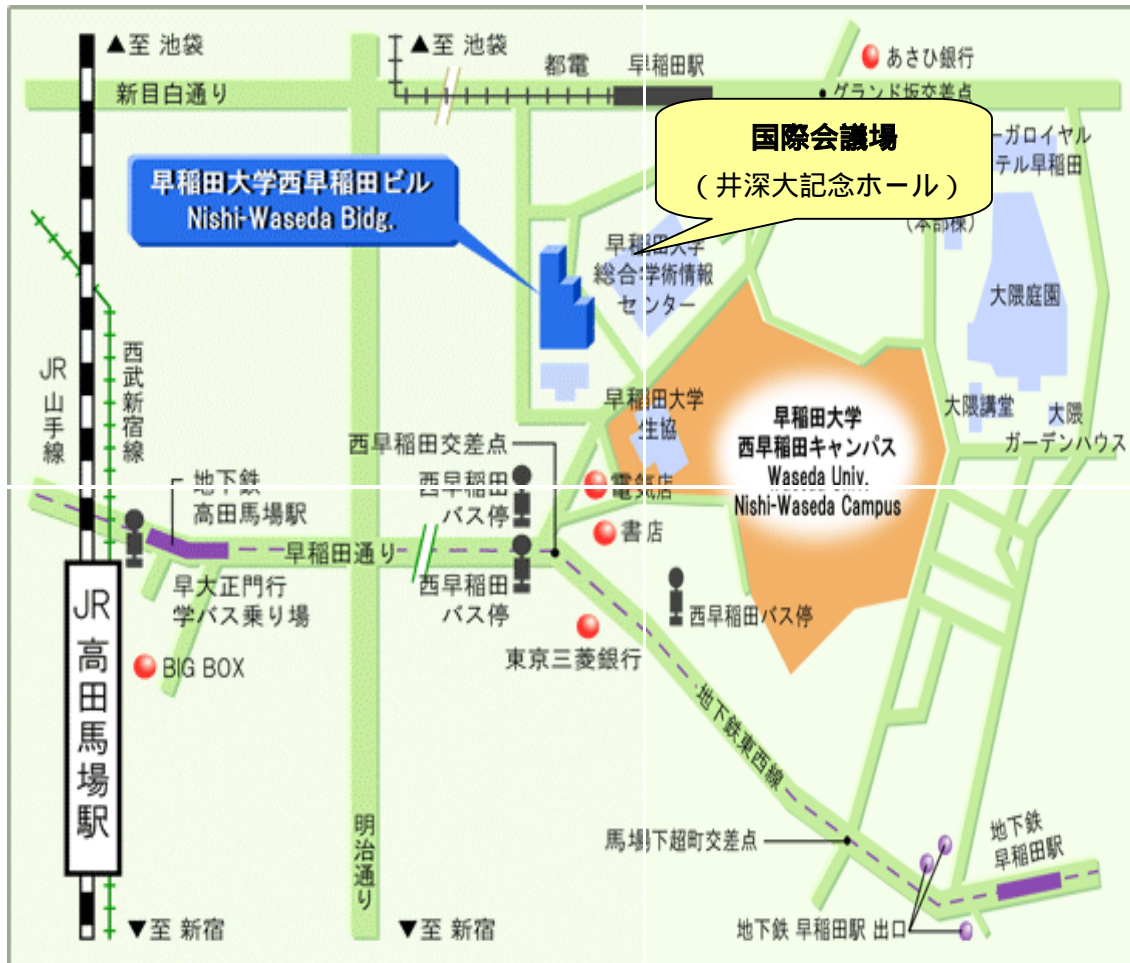 ▲至 池袋
▲至 池袋
都電
早稲田駅
あさひ銀行
新目白通り
グランド坂交差点
国際会議場
（井深大記念ホール）
ーガロイヤル
テル早稲田
（本部棟）
早稲田大学西早稲田ビル
Nishi-Waseda Bidg.
早稲田大学
総合学術情報
センター
大隈庭園
JR
山手線
西武新宿線
早稲田大学
生協
早稲田大学
西早稲田キャンパス
Waseda Univ.
Nishi-Waseda Campus
大隈講堂
大隈
ガーデンハウス
西早稲田交差点
地下鉄
高田馬場駅
西早稲田
バス停
電気店
書店
早稲田通り
早大正門行
学バス乗り場
西早稲田
バス停
西早稲田バス停
東京三菱銀行
BIG BOX
JR
高田馬場駅
地下鉄東西線
明治通り
馬場下超町交差点
地下鉄
早稲田駅
地下鉄 早稲田駅 出口
▼至 新宿
▼至 新宿